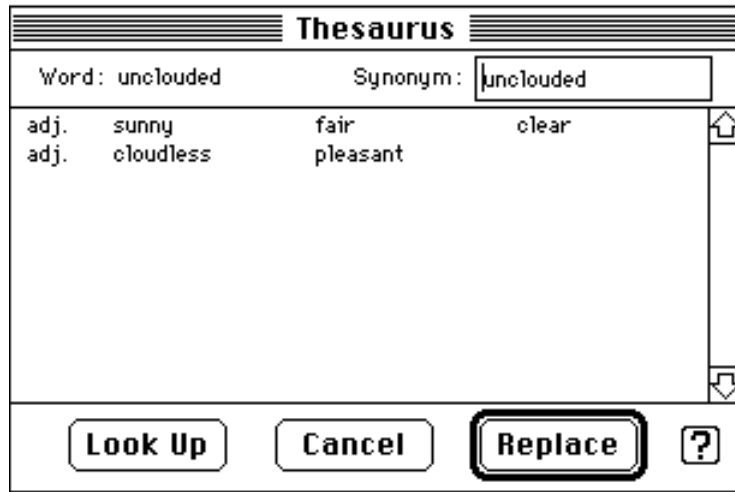 Thesaurus
Word: unclouded Synonym: unclouded
adj. sunny fair clear
adj. cloudless pleasant
Look Up Cancel Replace ?